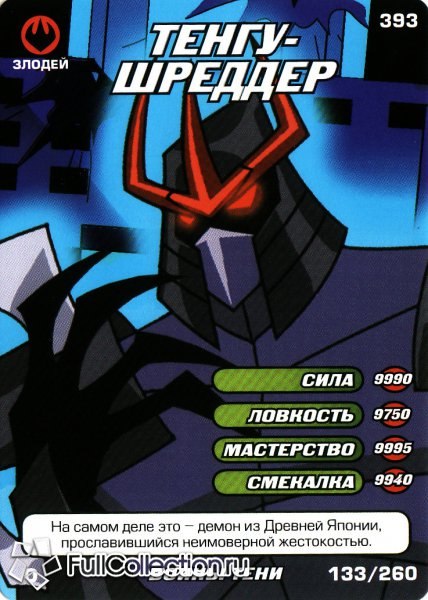 393
ЗЛОДЕЙ
ТЕНГУ-
ШРЕДДЕР
СИЛА 9990
ЛОВКОСТЬ 9750
МАСТЕРСТВО 9995
СМЕКАЛКА 9940
На самом деле это – демон из Древней Японии,
прославившийся неимоверной жестокостью.
FullCollection.ru
ТЕНИ 133/260